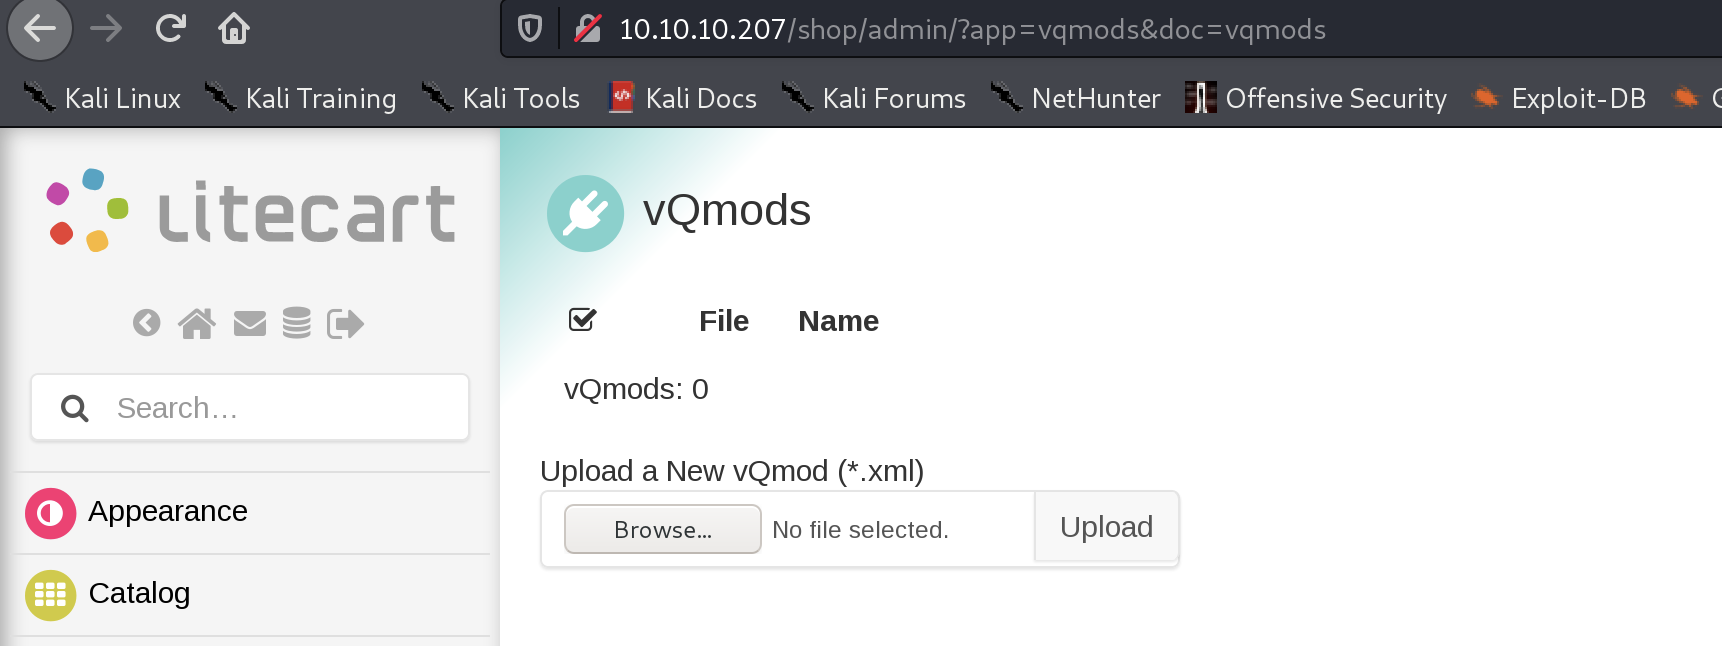 10.10.10.207/shop/admin/?app=vqmods&doc=vqmods
Kali Linux Kali Training Kali Tools Kali Docs Kali Forums NetHunter Offensive Security Exploit-DB
litecart
vQmods
File Name
Search…
vQmods: 0
Upload a New vQmod (*.xml)
Browse… No file selected. Upload
Appearance
Catalog